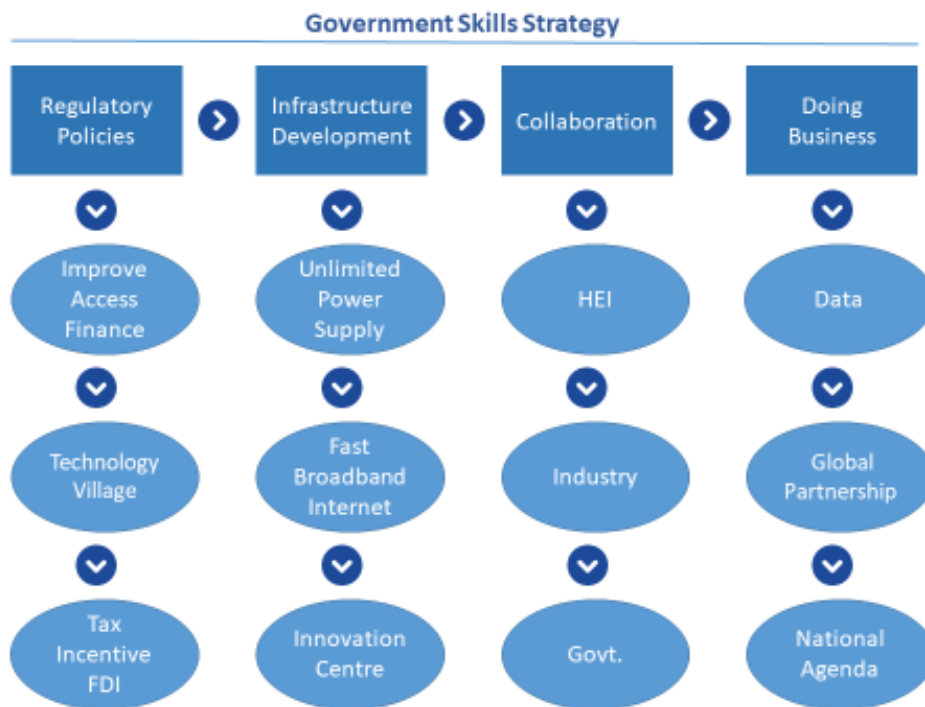 Government Skills Strategy
Regulatory
Policies
Infrastructure
Development
Collaboration
Doing
Business
Improve
Access
Finance
Unlimited
Power
Supply
HEI
Data
Technology
Village
Fast
Broadband
Internet
Industry
Global
Partnership
Tax
Incentive
FDI
Innovation
Centre
Govt.
National
Agenda